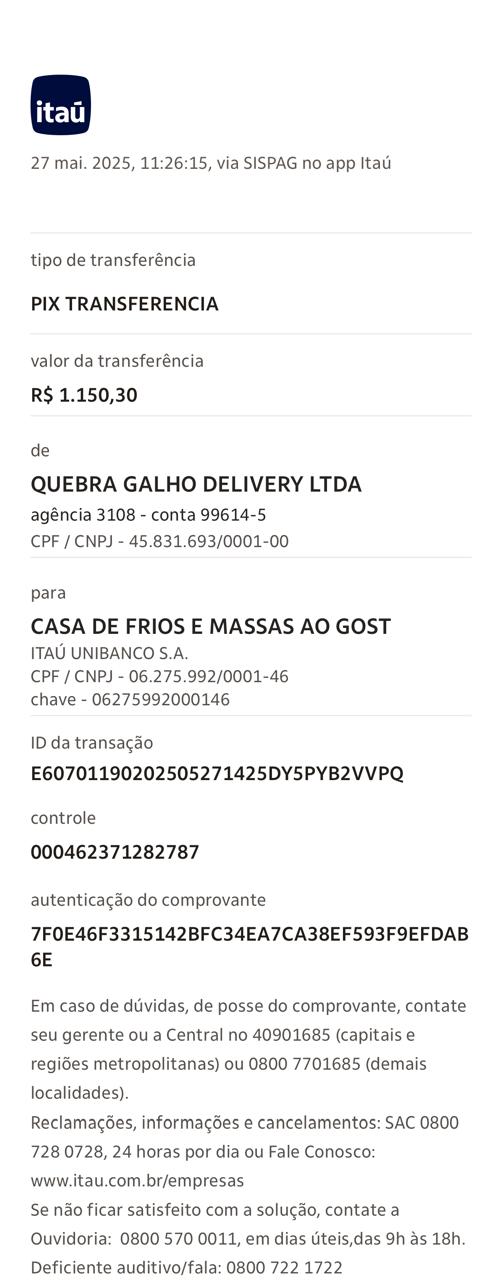 itaú
27 mai. 2025, 11:26:15, via SISPAG no app Itaú
tipo de transferência
PIX TRANSFERENCIA
valor da transferência
R$ 1.150,30
de
QUEBRA GALHO DELIVERY LTDA
agência 3108 - conta 99614-5
CPF / CNPJ - 45.831.693/0001-00
para
CASA DE FRIOS E MASSAS AO GOST
ITAÚ UNIBANCO S.A.
CPF / CNPJ - 06.275.992/0001-46
chave - 06275992000146
ID da transação
E60701190202505271425DY5PYB2VVPQ
controle
000462371282787
autenticação do comprovante
7F0E46F3315142BFC34EA7CA38EF593F9EFDAB
6E
Em caso de dúvidas, de posse do comprovante, contate
seu gerente ou a Central no 40901685 (capitais e
regiões metropolitanas) ou 0800 7701685 (demais
localidades).
Reclamações, informações e cancelamentos: SAC 0800
728 0728, 24 horas por dia ou Fale Conosco:
www.itau.com.br/empresas
Se não ficar satisfeito com a solução, contate a
Ouvidoria:  0800 570 0011, em dias úteis,das 9h às 18h.
Deficiente auditivo/fala: 0800 722 1722